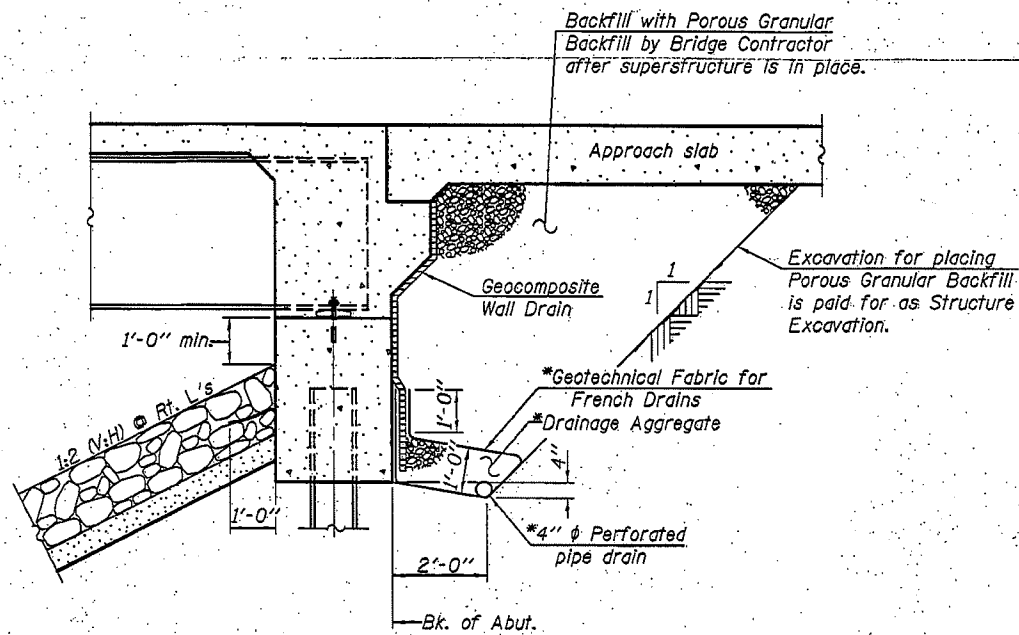 Backfill with Porous Granular
Backfill by Bridge Contractor
after superstructure is in place.
Approach slab
Geocomposite
Wall Drain
1
1
Excavation for placing
Porous Granular Backfill
is paid for as Structure
Excavation.
1'-0" min.
*Geotechnical Fabric for
French Drains
*Drainage Aggregate
1'-0"
1'-0"
4"
1:2 (V:H) @ Rt. L's
1'-0"
*4" ϕ Perforated
pipe drain
2'-0"
Bk. of Abut.